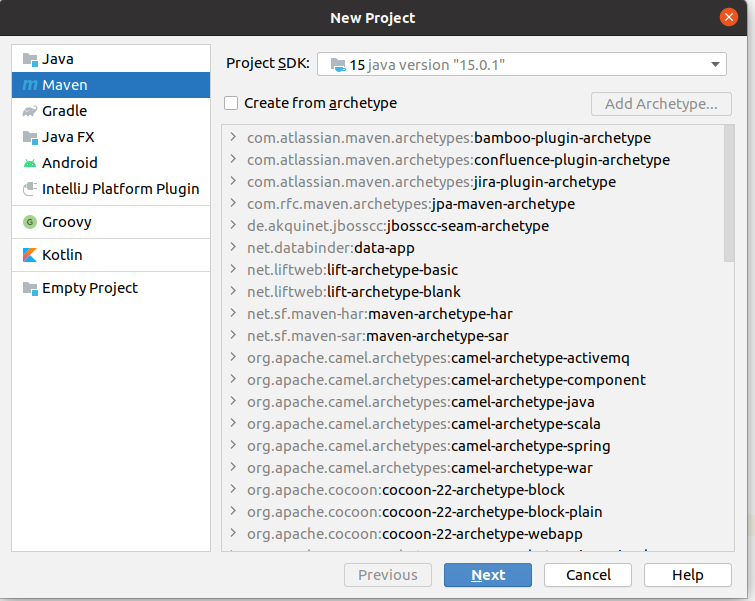 New Project
Java
Maven
Gradle
Java FX
Android
IntelliJ Platform Plugin
Groovy
Kotlin
Empty Project
Project SDK: 15 java version "15.0.1"
Create from archetype
Add Archetype...
com.atlassian.maven.archetypes:bamboo-plugin-archetype
com.atlassian.maven.archetypes:confluence-plugin-archetype
com.atlassian.maven.archetypes:jira-plugin-archetype
com.rfc.maven.archetypes:jpa-maven-archetype
de.akquinet.jbosscc:jbosscc-seam-archetype
net.databinder:data-app
net.liftweb:lift-archetype-basic
net.liftweb:lift-archetype-blank
net.sf.maven-har:maven-archetype-har
net.sf.maven-sar:maven-archetype-sar
org.apache.camel.archetypes:camel-archetype-activemq
org.apache.camel.archetypes:camel-archetype-component
org.apache.camel.archetypes:camel-archetype-java
org.apache.camel.archetypes:camel-archetype-scala
org.apache.camel.archetypes:camel-archetype-spring
org.apache.camel.archetypes:camel-archetype-war
org.apache.cocoon:cocoon-22-archetype-block
org.apache.cocoon:cocoon-22-archetype-block-plain
org.apache.cocoon:cocoon-22-archetype-webapp
Previous
Next
Cancel
Help